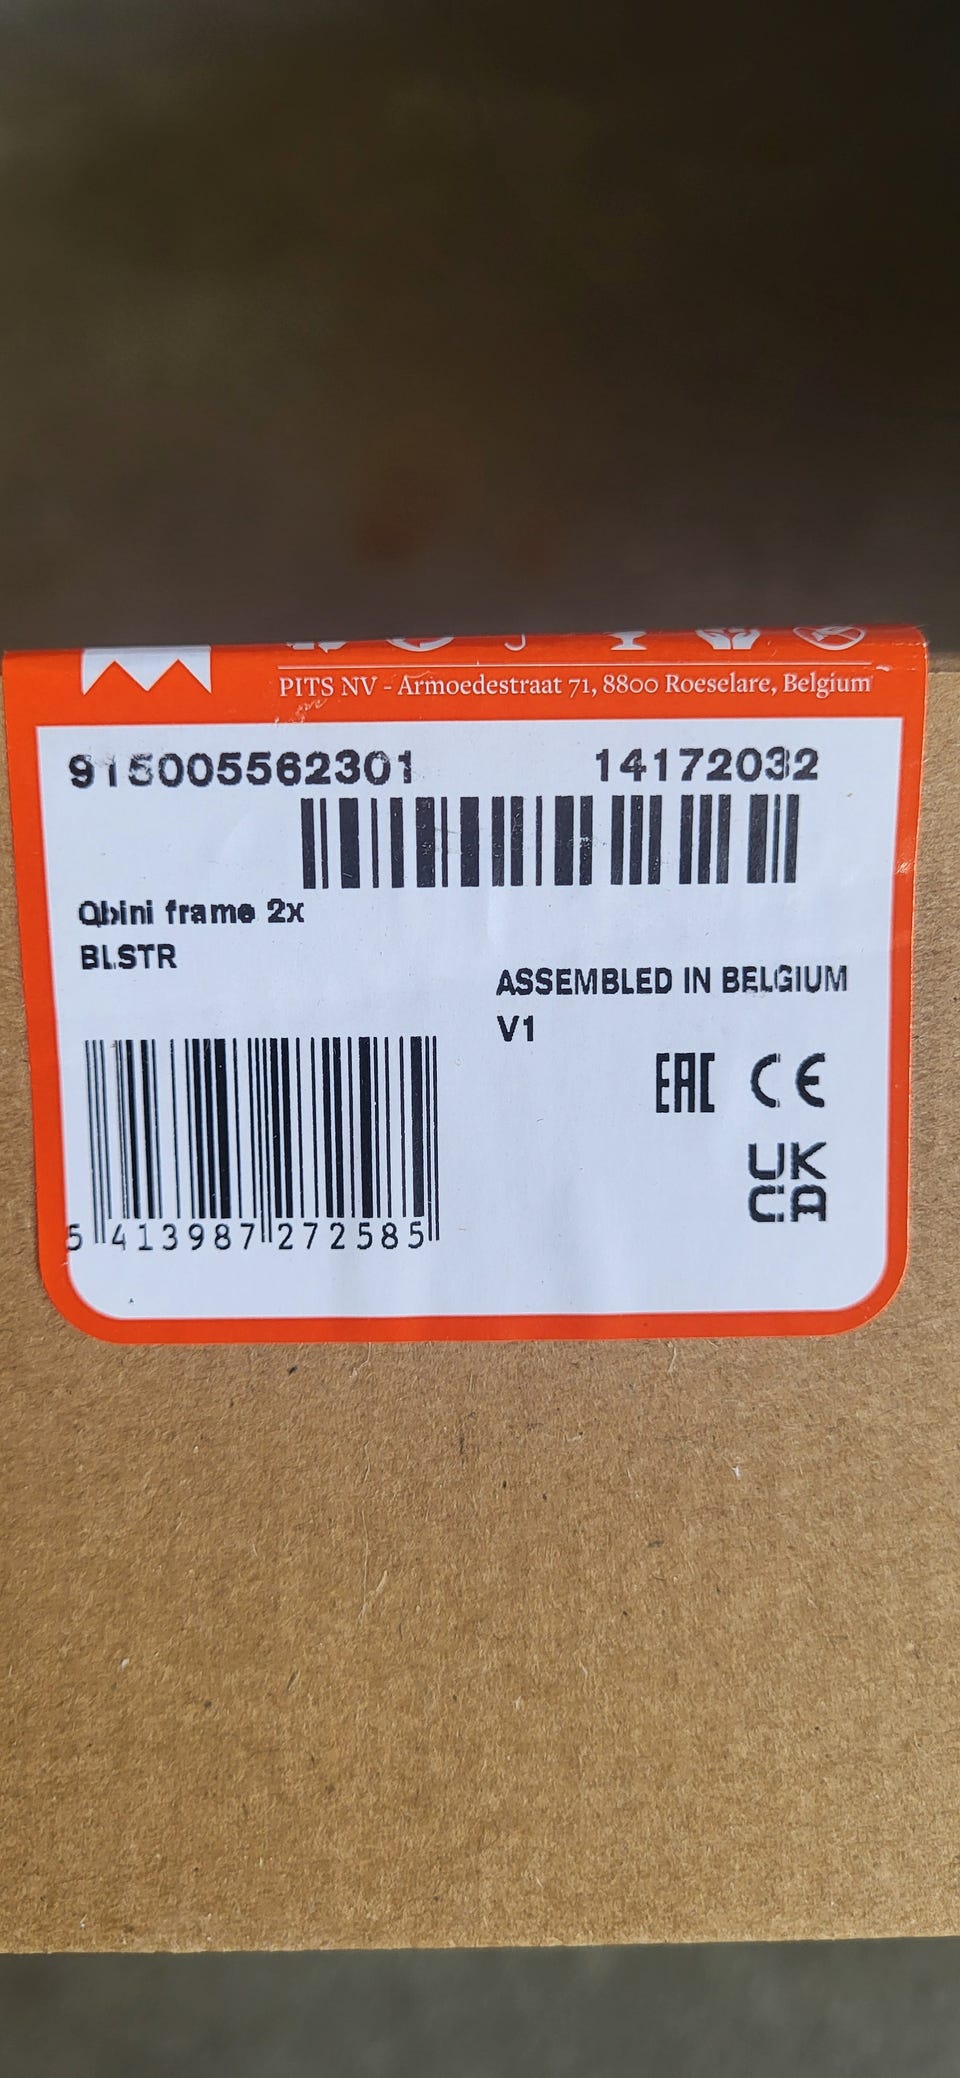 PITS NV - Armoedestraat 71, 8800 Roeselare, Belgium
915005562301 14172032
Qbini frame 2x
BLSTR
ASSEMBLED IN BELGIUM
V1
EAC CE
UK
CA
5 413987 272585